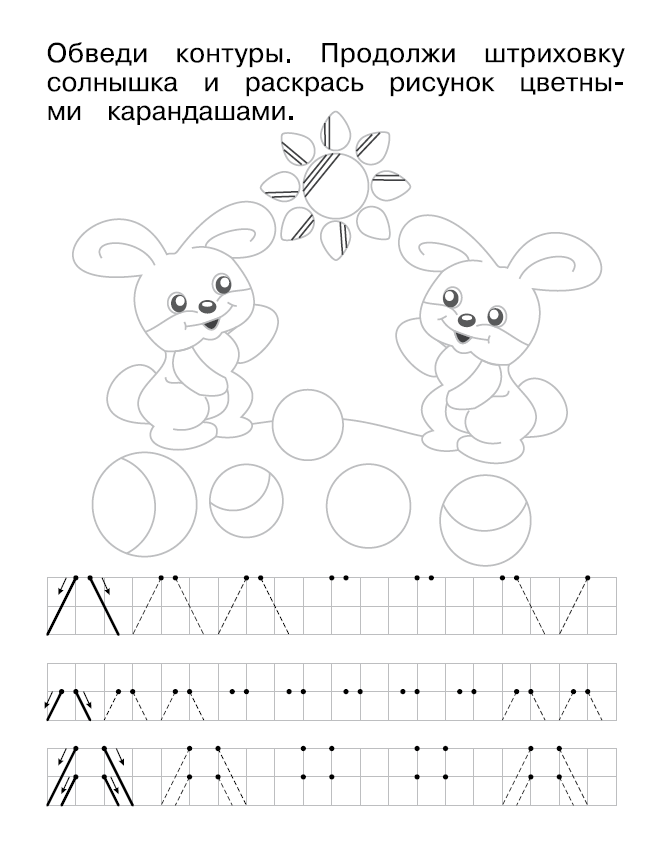 Обведи контуры. Продолжи штриховку
солнышка и раскрась рисунок цветны-
ми карандашами.